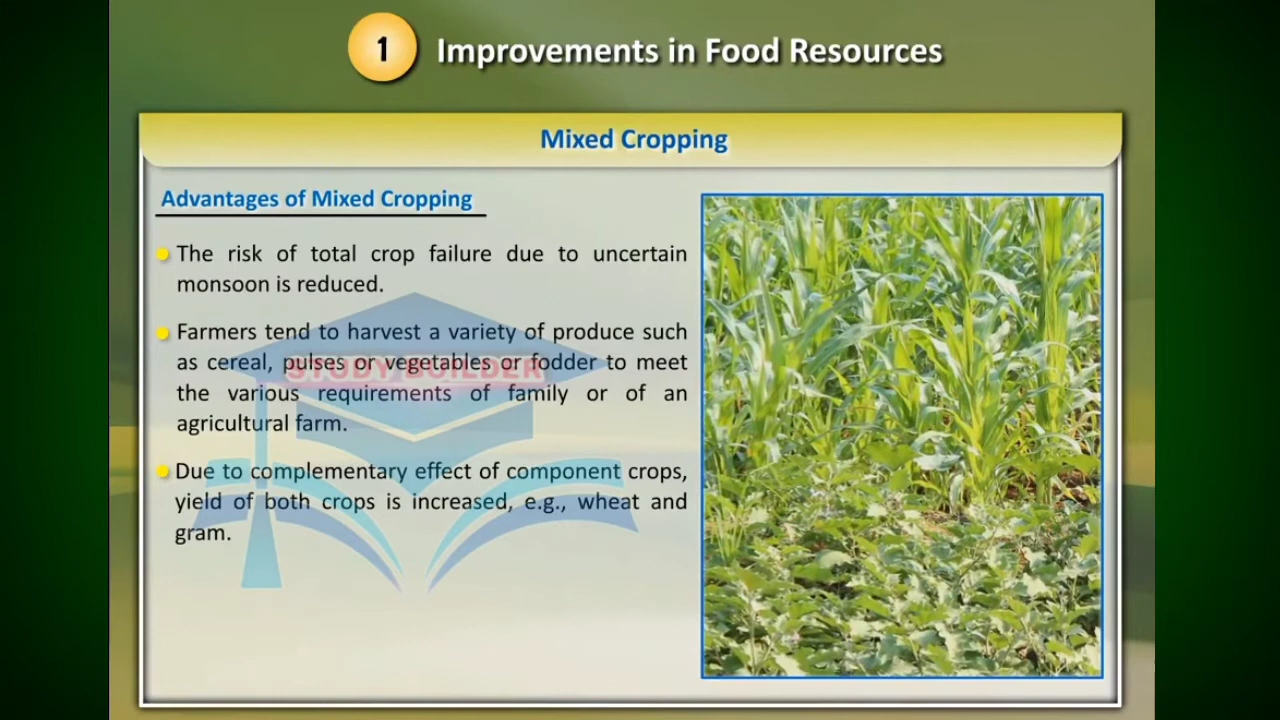 1
Improvements in Food Resources
Mixed Cropping
Advantages of Mixed Cropping
The risk of total crop failure due to uncertain
monsoon is reduced.
Farmers tend to harvest a variety of produce such
as cereal, pulses or vegetables or fodder to meet
the various requirements of family or of an
agricultural farm.
Due to complementary effect of component crops,
yield of both crops is increased, e.g., wheat and
gram.
STUDY BUILDER